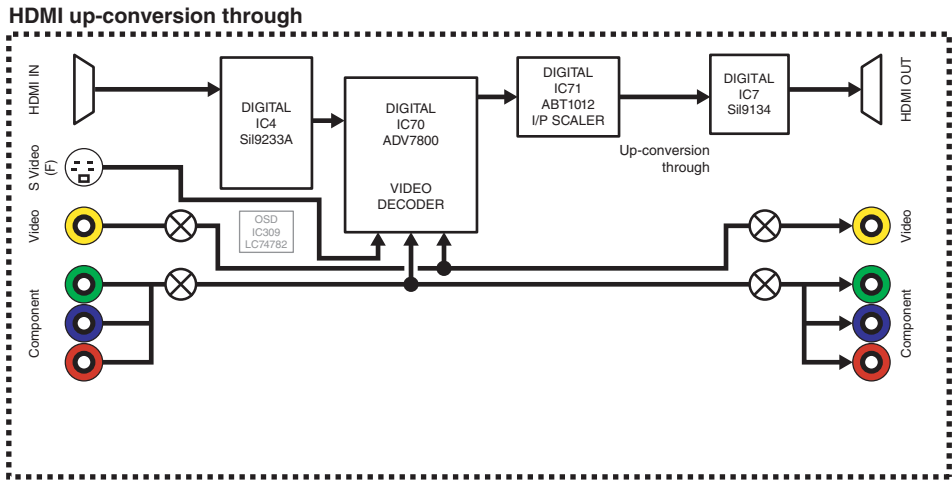 HDMI up-conversion through
HDMI IN
DIGITAL
IC4
Sil9233A
DIGITAL
IC70
ADV7800
VIDEO
DECODER
DIGITAL
IC71
ABT1012
I/P SCALER
DIGITAL
IC7
Sil9134
HDMI OUT
Up-conversion
through
S Video
(F)
OSD
IC309
LC74782
Video
Video
Component
Component